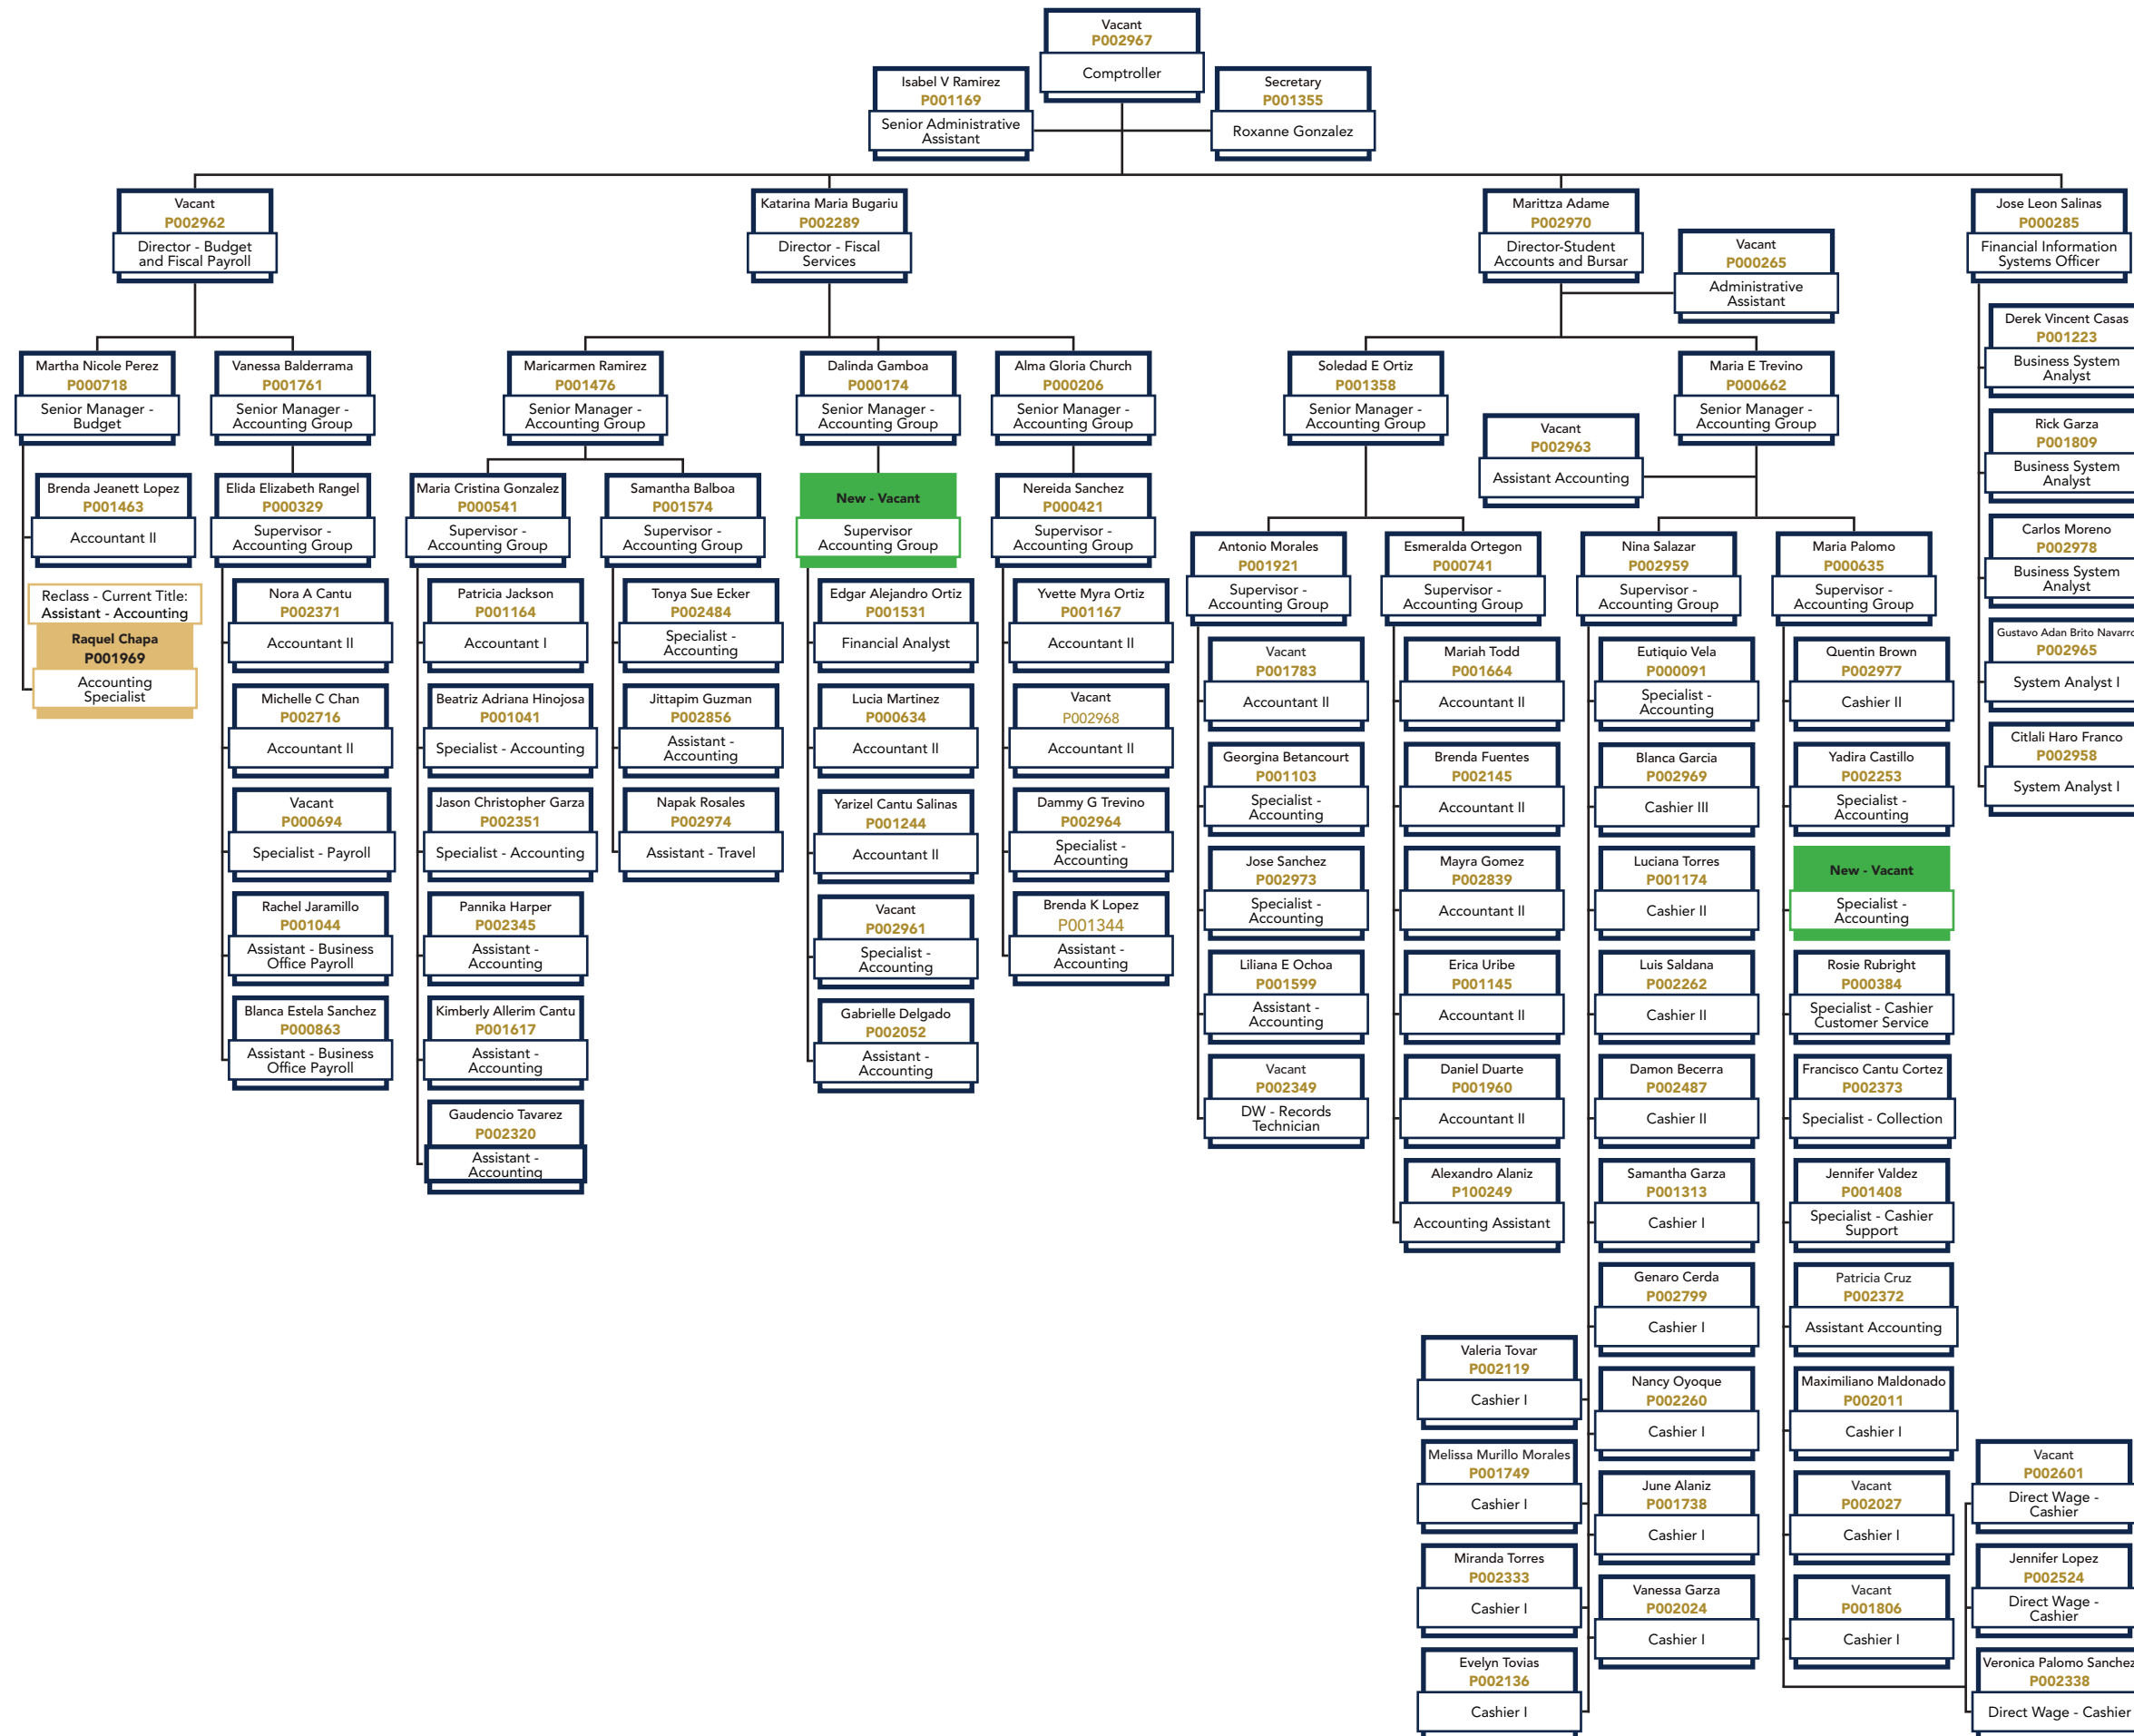 Vacant
P002967
Comptroller
Isabel V Ramirez
P001169
Senior Administrative
Assistant
Secretary
P001355
Roxanne Gonzalez
Vacant
P002962
Director - Budget
and Fiscal Payroll
Katarina Maria Bugariu
P002289
Director - Fiscal
Services
Marittza Adame
P002970
Director-Student
Accounts and Bursar
Vacant
P000265
Administrative
Assistant
Jose Leon Salinas
P000285
Financial Information
Systems Officer
Martha Nicole Perez
P000718
Senior Manager -
Budget
Brenda Jeanett Lopez
P001463
Accountant II
Reclass - Current Title:
Assistant - Accounting
Raquel Chapa
P001969
Accounting
Specialist
Vanessa Balderrama
P001761
Senior Manager -
Accounting Group
Elida Elizabeth Rangel
P000329
Supervisor -
Accounting Group
Nora A Cantu
P002371
Accountant II
Michelle C Chan
P002716
Accountant II
Vacant
P000694
Specialist - Payroll
Rachel Jaramillo
P001044
Assistant - Business
Office Payroll
Blanca Estela Sanchez
P000863
Assistant - Business
Office Payroll
Maricarmen Ramirez
P001476
Senior Manager -
Accounting Group
Maria Cristina Gonzalez
P000541
Supervisor -
Accounting Group
Patricia Jackson
P001164
Accountant I
Beatriz Adriana Hinojosa
P001041
Specialist - Accounting
Jason Christopher Garza
P002351
Specialist - Accounting
Pannika Harper
P002345
Assistant -
Accounting
Kimberly Allerim Cantu
P001617
Assistant -
Accounting
Gaudencio Tavarez
P002320
Assistant -
Accounting
Samantha Balboa
P001574
Supervisor -
Accounting Group
Tonya Sue Ecker
P002484
Specialist -
Accounting
Jittapim Guzman
P002856
Assistant -
Accounting
Napak Rosales
P002974
Assistant - Travel
Dalinda Gamboa
P000174
Senior Manager -
Accounting Group
New - Vacant
Supervisor
Accounting Group
Edgar Alejandro Ortiz
P001531
Financial Analyst
Lucia Martinez
P000634
Accountant II
Yarizel Cantu Salinas
P001244
Accountant II
Vacant
P002961
Specialist -
Accounting
Gabrielle Delgado
P002052
Assistant -
Accounting
Alma Gloria Church
P000206
Senior Manager -
Accounting Group
Nereida Sanchez
P000421
Supervisor -
Accounting Group
Yvette Myra Ortiz
P001167
Accountant II
Vacant
P002968
Accountant II
Dammy G Trevino
P002964
Specialist -
Accounting
Brenda K Lopez
P001344
Assistant -
Accounting
Soledad E Ortiz
P001358
Senior Manager -
Accounting Group
Antonio Morales
P001921
Supervisor -
Accounting Group
Vacant
P001783
Accountant II
Georgina Betancourt
P001103
Specialist -
Accounting
Jose Sanchez
P002973
Specialist -
Accounting
Liliana E Ochoa
P001599
Assistant -
Accounting
Vacant
P002349
DW - Records
Technician
Esmeralda Ortegon
P000741
Supervisor -
Accounting Group
Mariah Todd
P001664
Accountant II
Brenda Fuentes
P002145
Accountant II
Mayra Gomez
P002839
Accountant II
Erica Uribe
P001145
Accountant II
Daniel Duarte
P001960
Accountant II
Alexandro Alaniz
P100249
Accounting Assistant
Maria E Trevino
P000662
Senior Manager -
Accounting Group
Vacant
P002963
Assistant Accounting
Nina Salazar
P002959
Supervisor -
Accounting Group
Eutiquio Vela
P000091
Specialist -
Accounting
Blanca Garcia
P002969
Cashier III
Luciana Torres
P001174
Cashier II
Luis Saldana
P002262
Cashier II
Damon Becerra
P002487
Cashier II
Samantha Garza
P001313
Cashier I
Genaro Cerda
P002799
Cashier I
Nancy Oyoque
P002260
Cashier I
June Alaniz
P001738
Cashier I
Vanessa Garza
P002024
Cashier I
Valeria Tovar
P002119
Cashier I
Melissa Murillo Morales
P001749
Cashier I
Miranda Torres
P002333
Cashier I
Evelyn Tovias
P002136
Cashier I
Maria Palomo
P000635
Supervisor -
Accounting Group
Quentin Brown
P002977
Cashier II
Yadira Castillo
P002253
Specialist -
Accounting
New - Vacant
Specialist -
Accounting
Rosie Rubright
P000384
Specialist - Cashier
Customer Service
Francisco Cantu Cortez
P002373
Specialist - Collection
Jennifer Valdez
P001408
Specialist - Cashier
Support
Patricia Cruz
P002372
Assistant Accounting
Maximiliano Maldonado
P002011
Cashier I
Vacant
P002027
Cashier I
Vacant
P001806
Cashier I
Vacant
P002601
Direct Wage -
Cashier
Jennifer Lopez
P002524
Direct Wage -
Cashier
Veronica Palomo Sanchez
P002338
Direct Wage - Cashier
Derek Vincent Casas
P001223
Business System
Analyst
Rick Garza
P001809
Business System
Analyst
Carlos Moreno
P002978
Business System
Analyst
Gustavo Adan Brito Navarro
P002965
System Analyst I
Citlali Haro Franco
P002958
System Analyst I